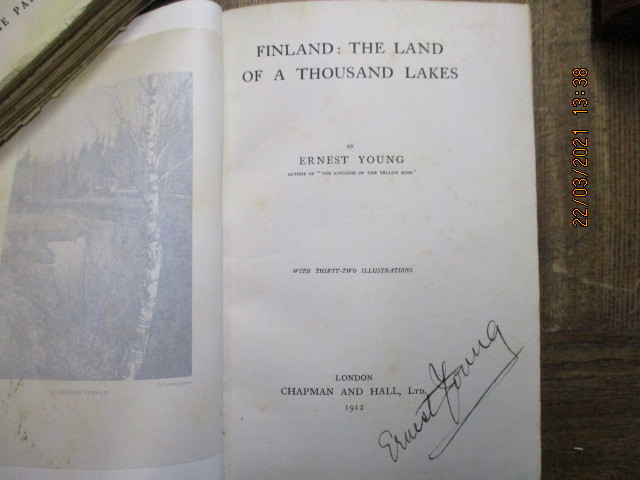 FINLAND: THE LAND
OF A THOUSAND LAKES
BY
ERNEST YOUNG
AUTHOR OF "THE KINGDOM OF THE YELLOW ROBE"
WITH THIRTY-TWO ILLUSTRATIONS
LONDON
CHAPMAN AND HALL, LTD.
1912
Ernest Young
22/03/2021 13:38